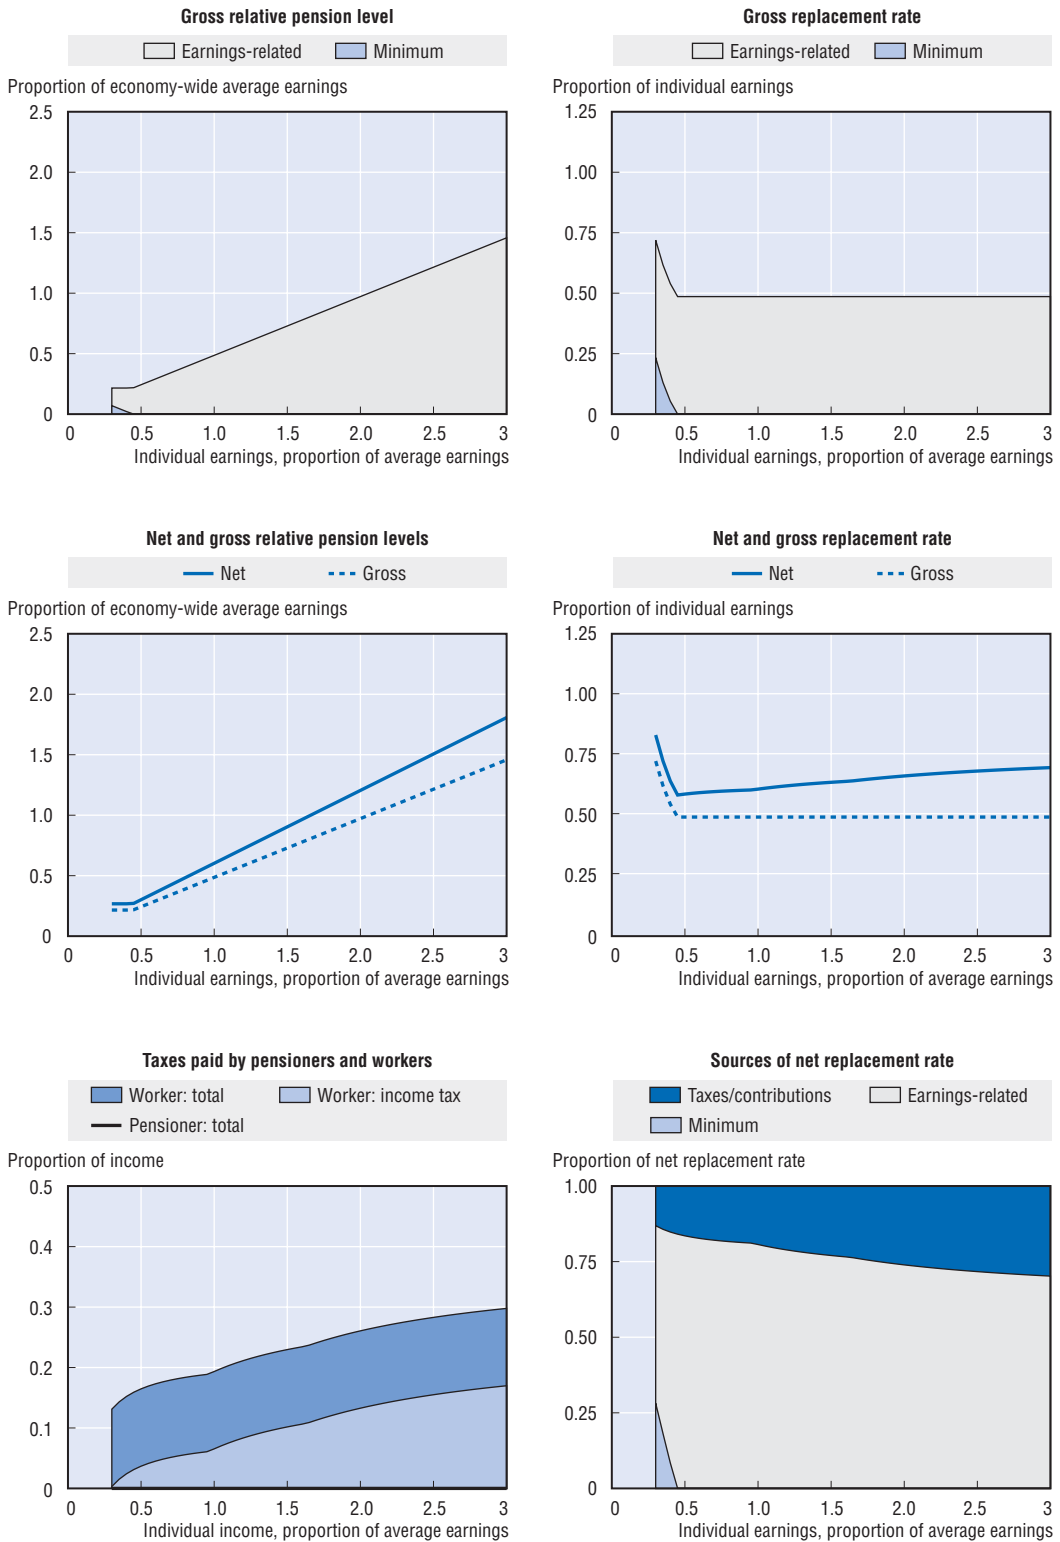 Gross relative pension level
Earnings-related Minimum
Proportion of economy-wide average earnings
2.5
2.0
1.5
1.0
0.5
0
0 0.5 1.0 1.5 2.0 2.5 3
Individual earnings, proportion of average earnings
Gross replacement rate
Earnings-related Minimum
Proportion of individual earnings
1.25
1.00
0.75
0.50
0.25
0
0 0.5 1.0 1.5 2.0 2.5 3
Individual earnings, proportion of average earnings
Net and gross relative pension levels
Net Gross
Proportion of economy-wide average earnings
2.5
2.0
1.5
1.0
0.5
0
0 0.5 1.0 1.5 2.0 2.5 3
Individual earnings, proportion of average earnings
Net and gross replacement rate
Net Gross
Proportion of individual earnings
1.25
1.00
0.75
0.50
0.25
0
0 0.5 1.0 1.5 2.0 2.5 3
Individual earnings, proportion of average earnings
Taxes paid by pensioners and workers
Worker: total Worker: income tax
Pensioner: total
Proportion of income
0.5
0.4
0.3
0.2
0.1
0
0 0.5 1.0 1.5 2.0 2.5 3
Individual income, proportion of average earnings
Sources of net replacement rate
Taxes/contributions Earnings-related
Minimum
Proportion of net replacement rate
1.00
0.75
0.50
0.25
0
0 0.5 1.0 1.5 2.0 2.5 3
Individual earnings, proportion of average earnings